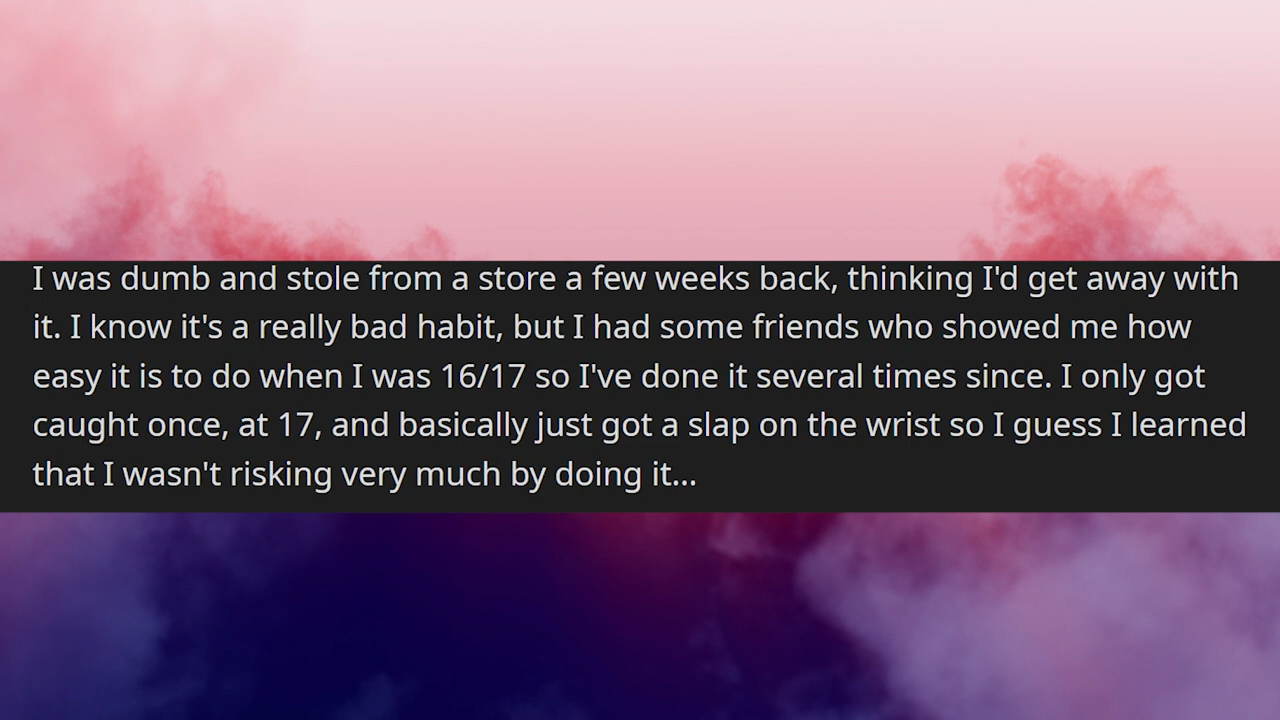 I was dumb and stole from a store a few weeks back, thinking I'd get away with
it. I know it's a really bad habit, but I had some friends who showed me how
easy it is to do when I was 16/17 so I've done it several times since. I only got
caught once, at 17, and basically just got a slap on the wrist so I guess I learned
that I wasn't risking very much by doing it...